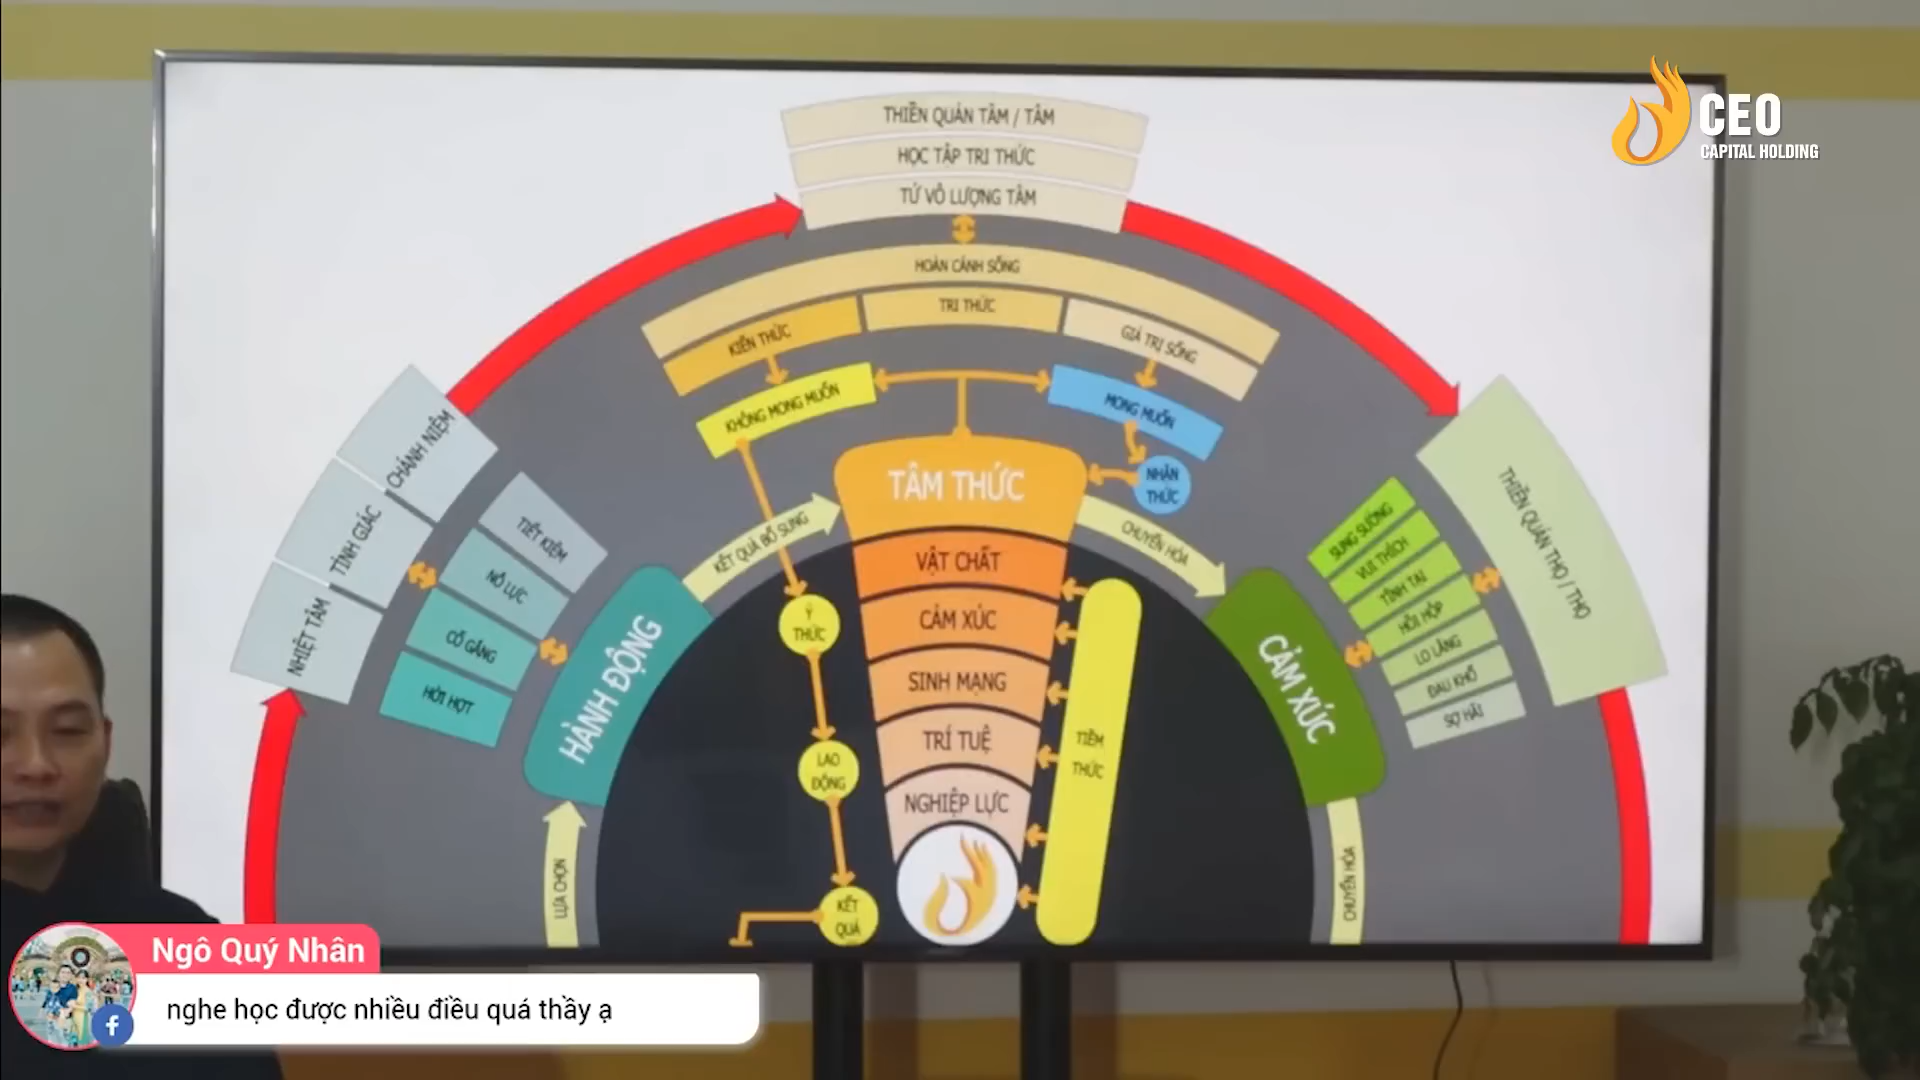 CEO
CAPITAL HOLDING
THIỀN QUÁN TÂM / TÂM
HỌC TẬP TRI THỨC
TỨ VÔ LƯỢNG TÂM
HOÀN CẢNH SỐNG
KIẾN THỨC
TRI THỨC
GIÁ TRỊ SỐNG
KHÔNG MONG MUỐN
MONG MUỐN
NHẬN
THỨC
TÂM THỨC
VẬT CHẤT
CẢM XÚC
SINH MẠNG
TRÍ TUỆ
NGHIỆP LỰC
KẾT QUẢ BỔ SUNG
CHUYỂN HÓA
CHÁNH NIỆM
TỈNH GIÁC
NHIỆT TÂM
TIẾT KIỆM
NỖ LỰC
CỐ GẮNG
HỜI HỢT
HÀNH ĐỘNG
LỰA CHỌN
Ý
THỨC
LAO
ĐỘNG
KẾT
QUẢ
TIỀM
THỨC
CẢM XÚC
SUNG SƯỚNG
VUI THÍCH
TĨNH TẠI
HỒI HỘP
LO LẮNG
ĐAU KHỔ
SỢ HÃI
THIỀN QUÁN THỌ / THỌ
CHUYỂN HÓA
Ngô Quý Nhân
nghe học được nhiều điều quá thầy ạ